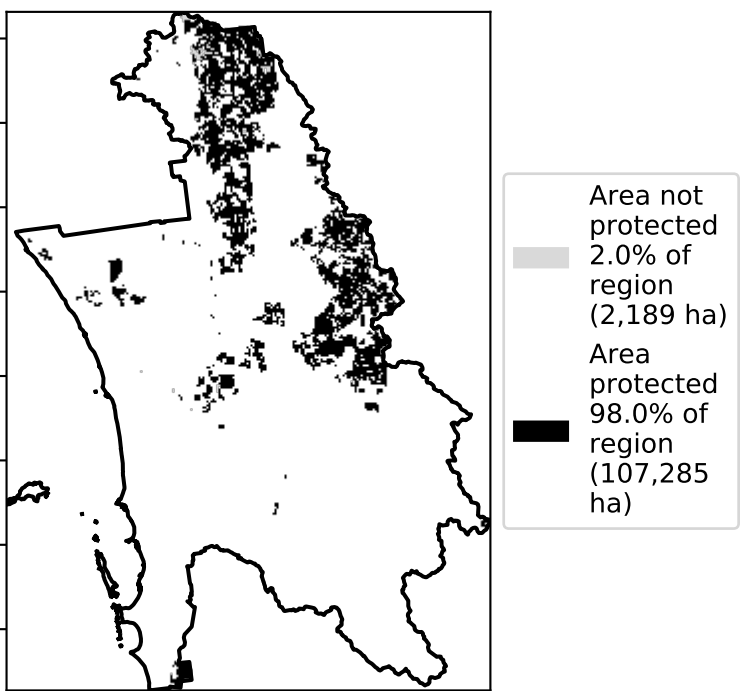 Area not
protected
2.0% of
region
(2,189 ha)
Area
protected
98.0% of
region
(107,285
ha)